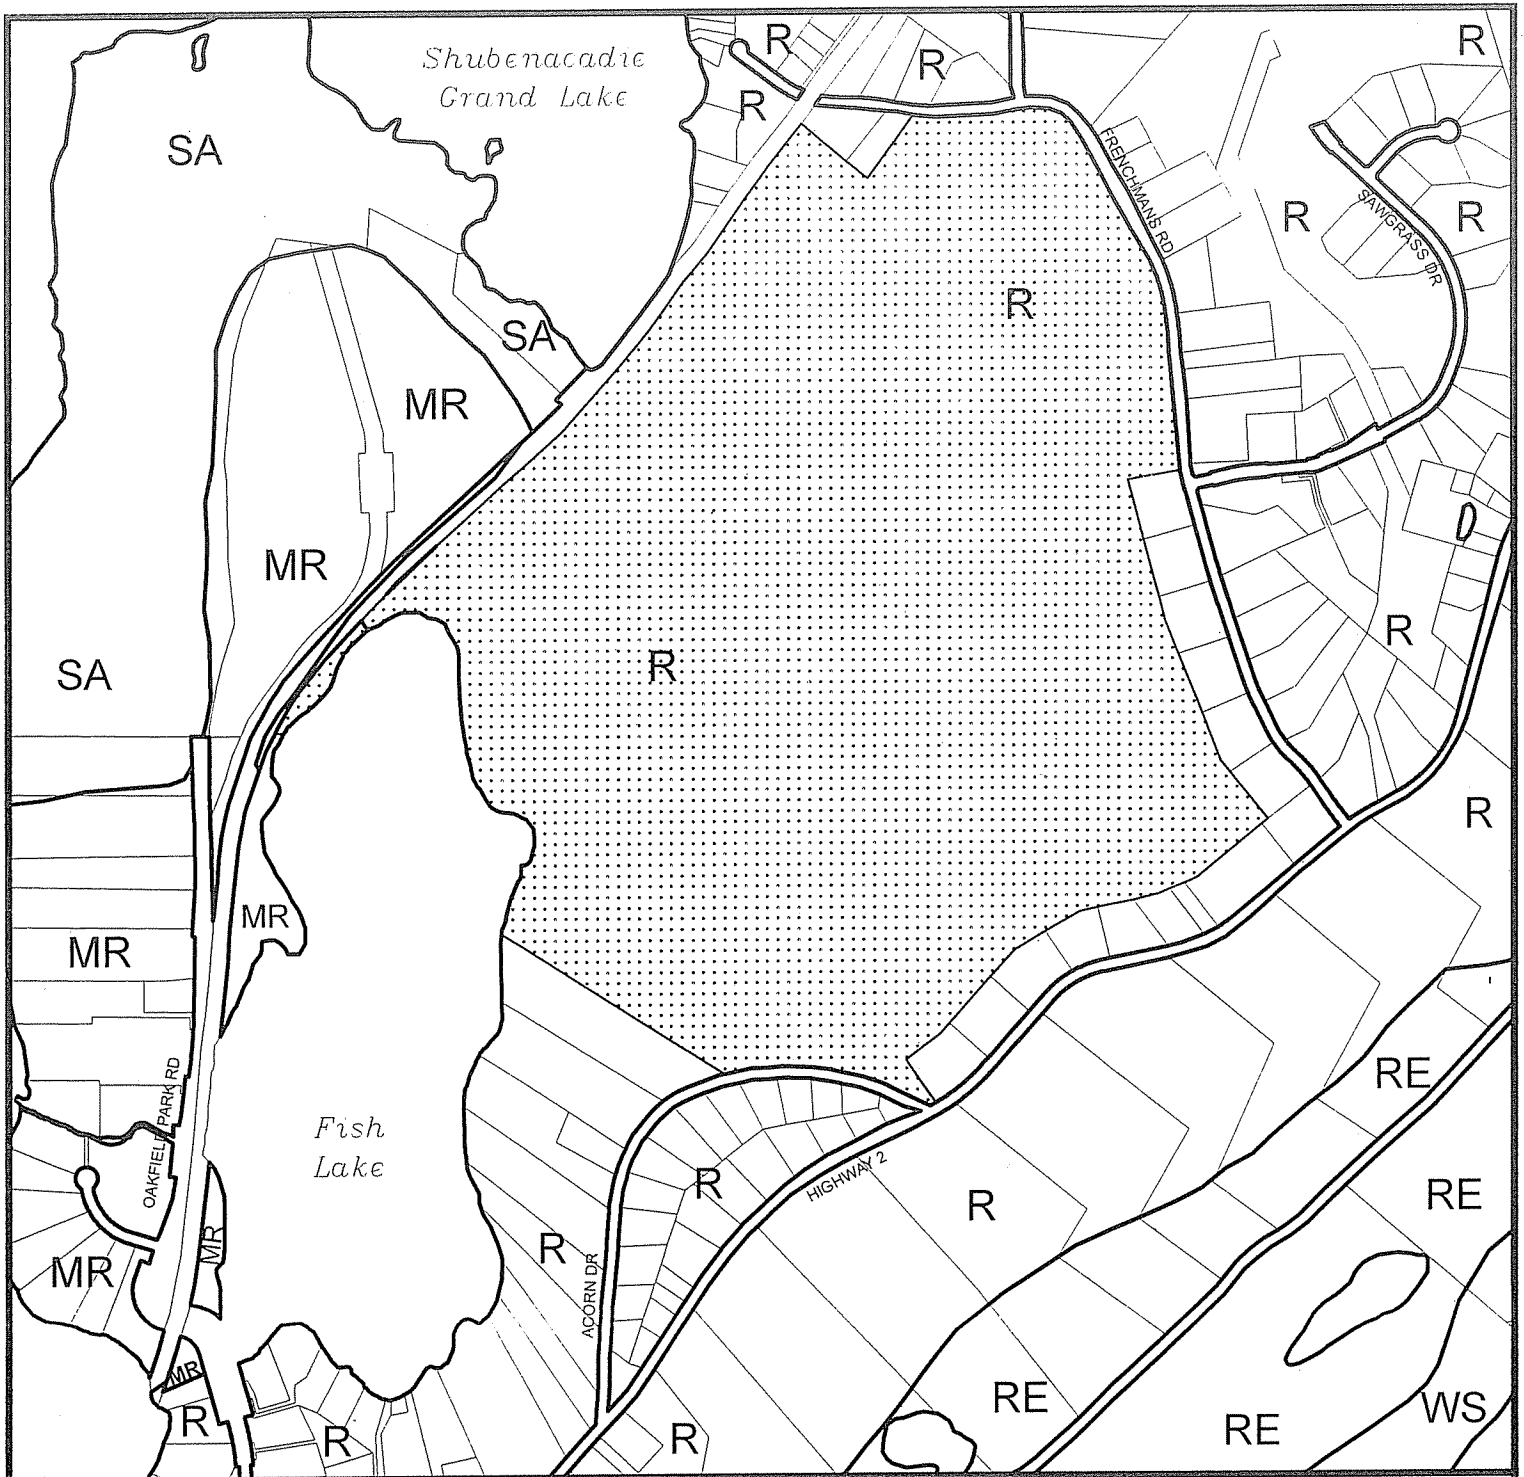 Shubenacadie
Grand Lake
R
R
R
R
SA
FRENCHMANS RD
SAWGRASS DR
R
R
R
SA
MR
MR
R
R
SA
R
MR
MR
RE
OAKFIELD PARK RD
Fish
Lake
R
HIGHWAY 2
R
RE
MR
R
MR
ACORN DR
MR
RE
WS
R
R
R
RE